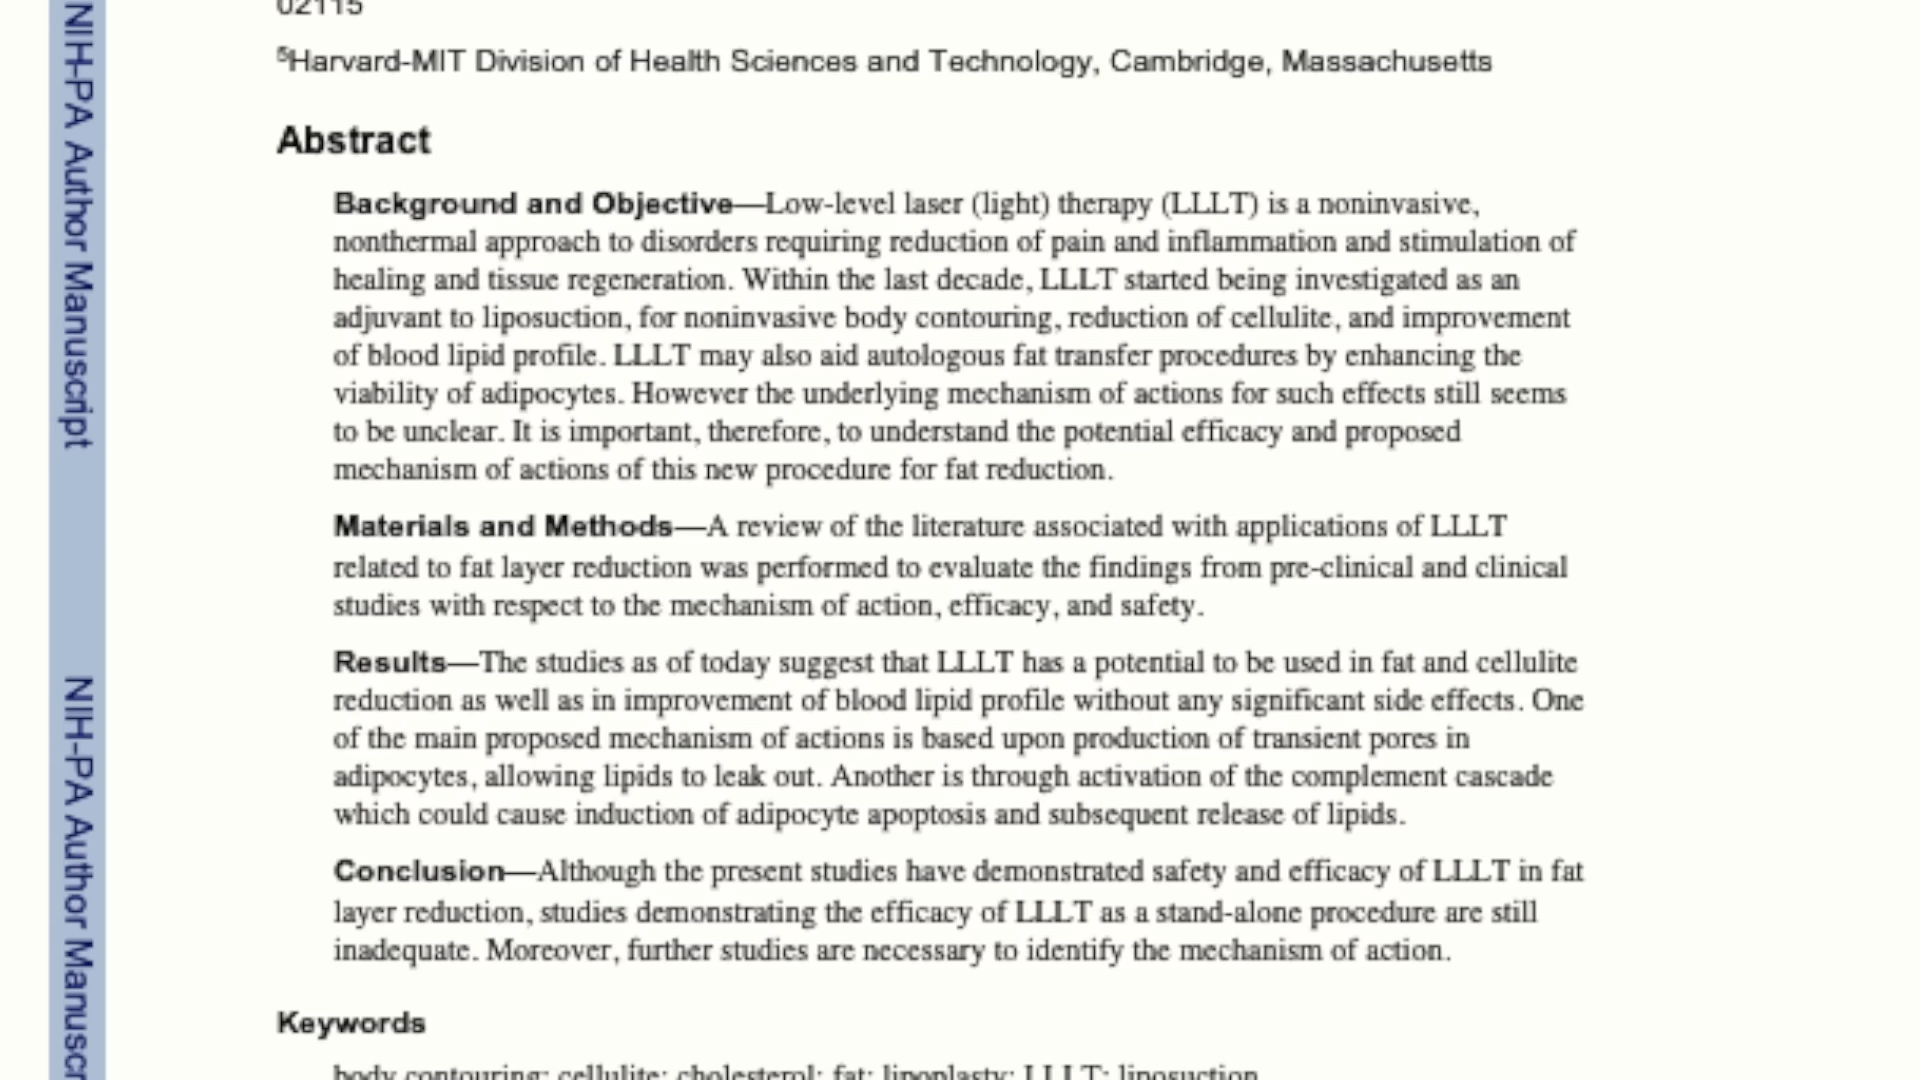 02115
5Harvard-MIT Division of Health Sciences and Technology, Cambridge, Massachusetts
Abstract
Background and Objective—Low-level laser (light) therapy (LLLT) is a noninvasive,
nonthermal approach to disorders requiring reduction of pain and inflammation and stimulation of
healing and tissue regeneration. Within the last decade, LLLT started being investigated as an
adjuvant to liposuction, for noninvasive body contouring, reduction of cellulite, and improvement
of blood lipid profile. LLLT may also aid autologous fat transfer procedures by enhancing the
viability of adipocytes. However the underlying mechanism of actions for such effects still seems
to be unclear. It is important, therefore, to understand the potential efficacy and proposed
mechanism of actions of this new procedure for fat reduction.
Materials and Methods—A review of the literature associated with applications of LLLT
related to fat layer reduction was performed to evaluate the findings from pre-clinical and clinical
studies with respect to the mechanism of action, efficacy, and safety.
Results—The studies as of today suggest that LLLT has a potential to be used in fat and cellulite
reduction as well as in improvement of blood lipid profile without any significant side effects. One
of the main proposed mechanism of actions is based upon production of transient pores in
adipocytes, allowing lipids to leak out. Another is through activation of the complement cascade
which could cause induction of adipocyte apoptosis and subsequent release of lipids.
Conclusion—Although the present studies have demonstrated safety and efficacy of LLLT in fat
layer reduction, studies demonstrating the efficacy of LLLT as a stand-alone procedure are still
inadequate. Moreover, further studies are necessary to identify the mechanism of action.
Keywords
body contouring; cellulite; cholesterol; fat; lipoplasty; LLLT; liposuction
NIH-PA Author Manuscript
NIH-PA Author Manuscr